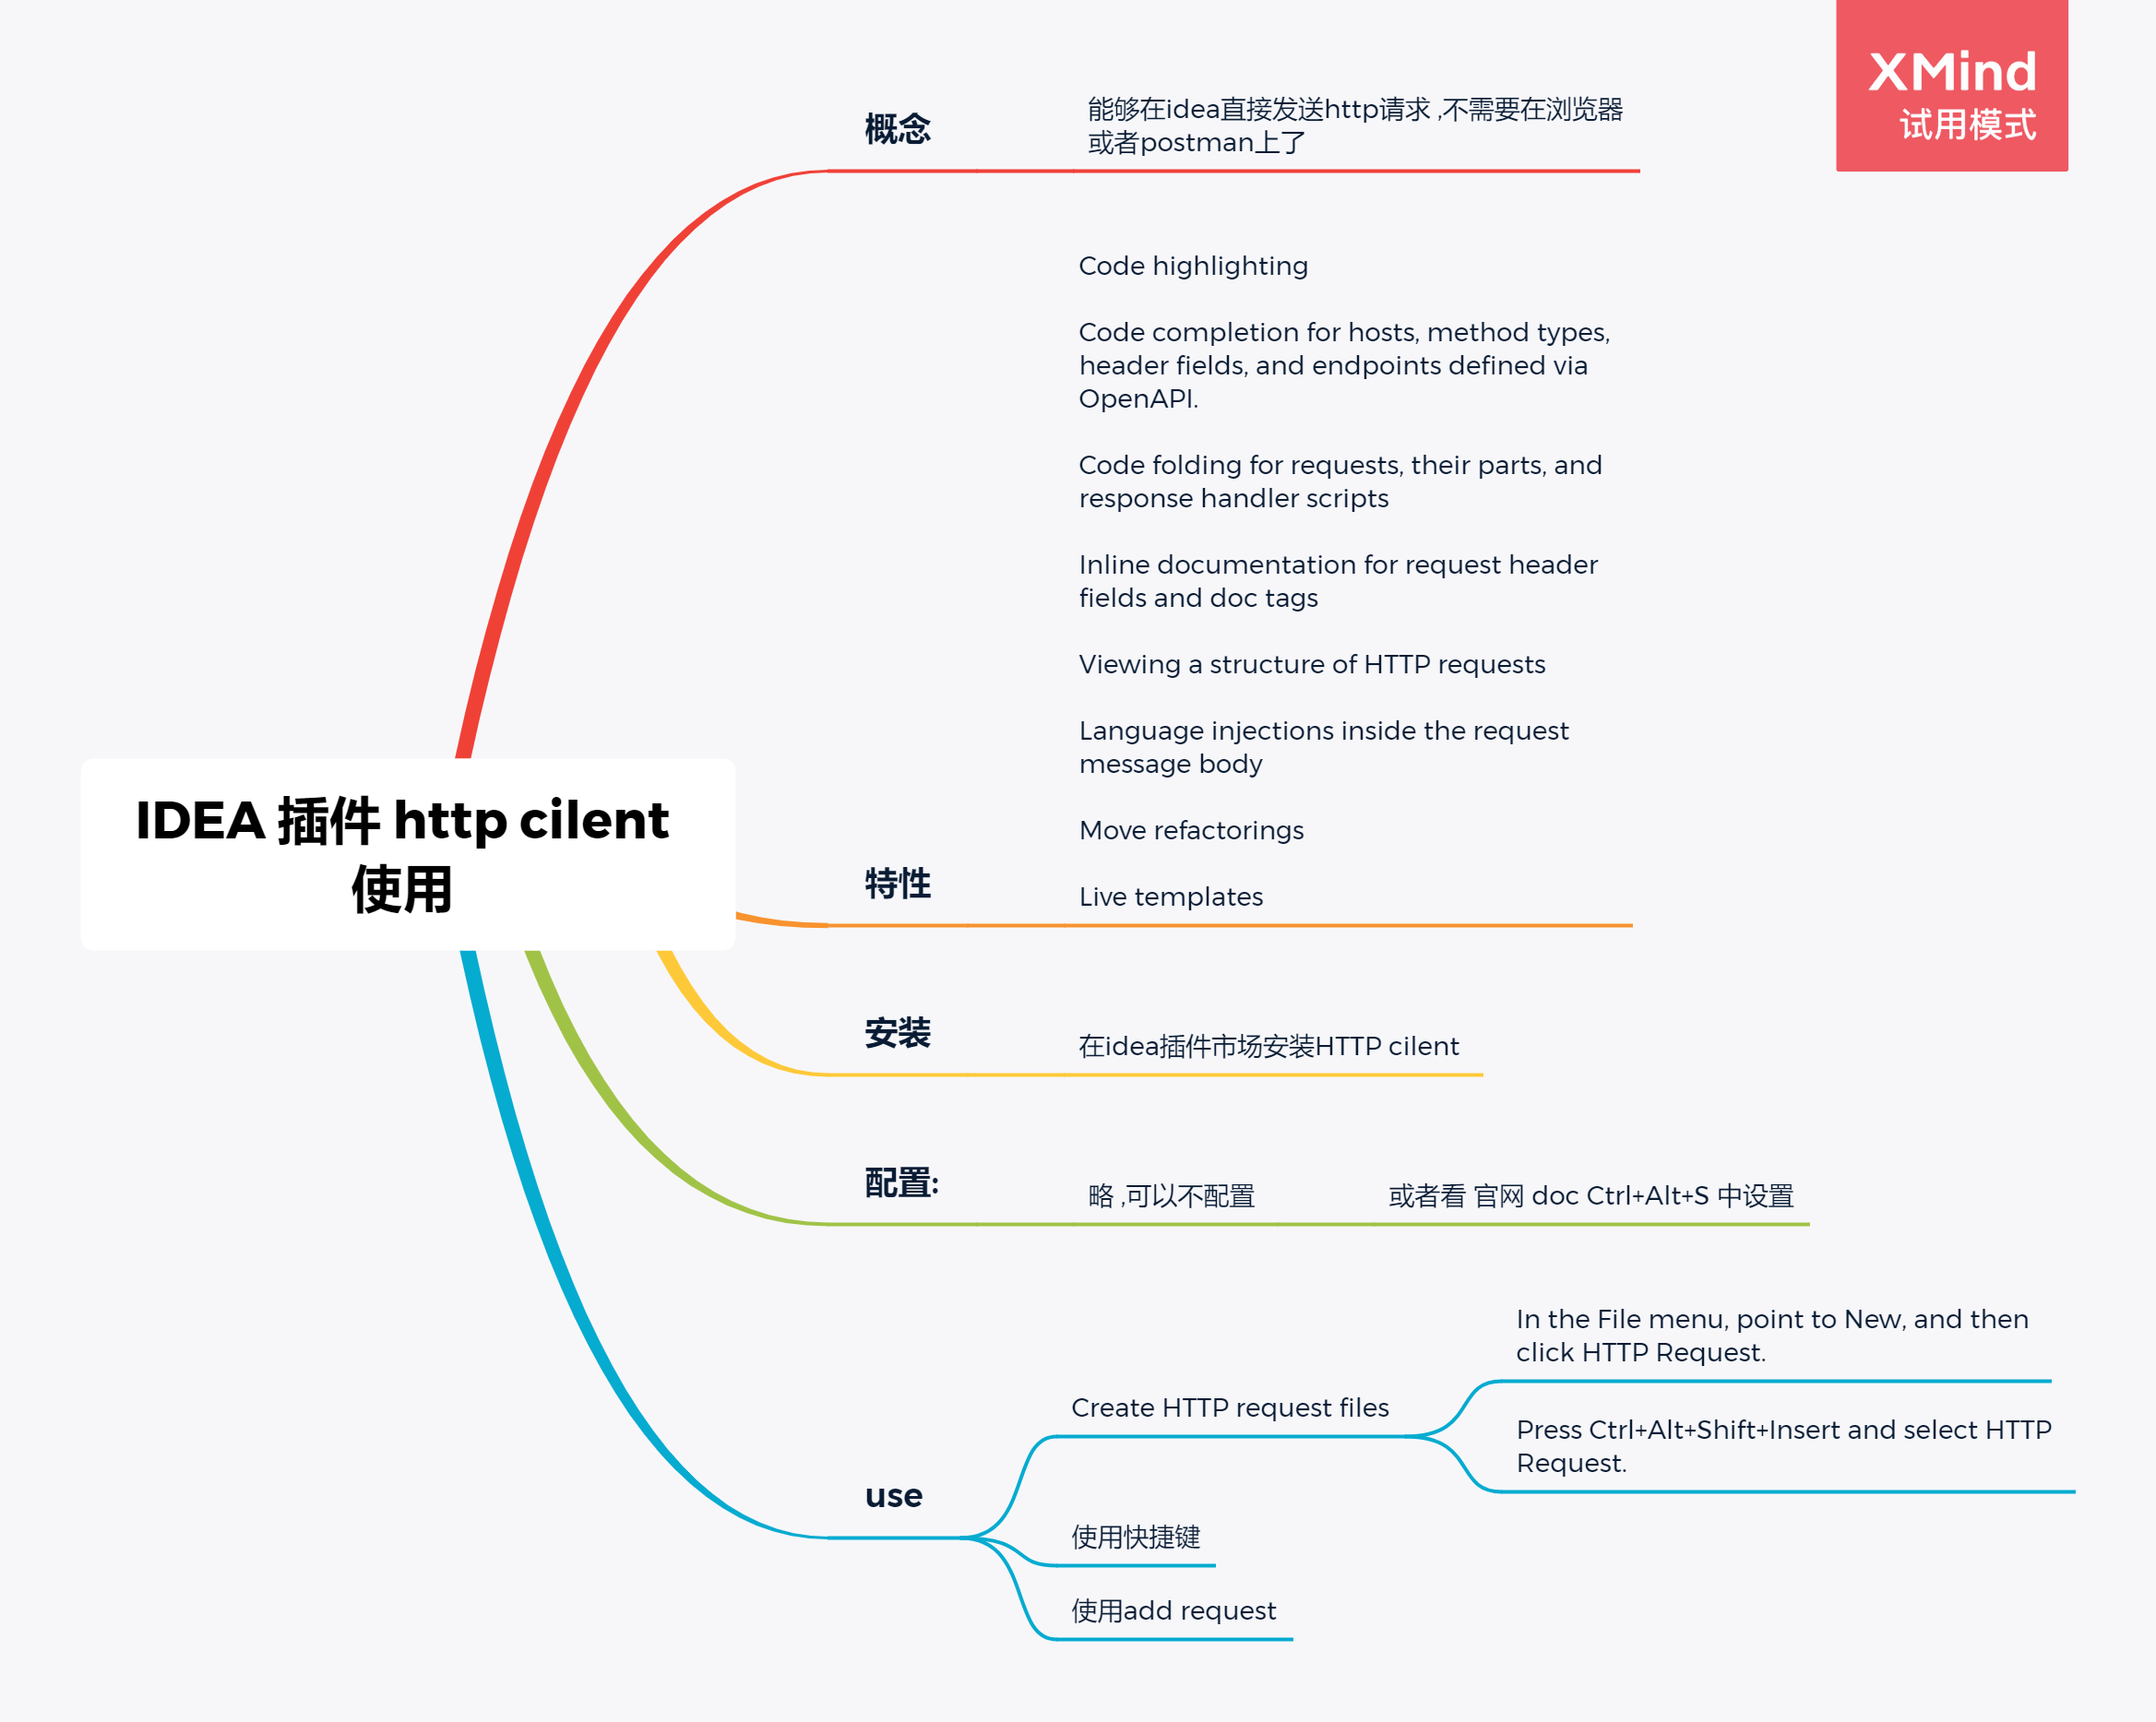 XMind
试用模式
概念
能够在idea直接发送http请求 ,不需要在浏览器
或者postman上了
Code highlighting
Code completion for hosts, method types,
header fields, and endpoints defined via
OpenAPI.
Code folding for requests, their parts, and
response handler scripts
Inline documentation for request header
fields and doc tags
Viewing a structure of HTTP requests
Language injections inside the request
message body
Move refactorings
Live templates
特性
IDEA 插件 http cilent
使用
安装
在idea插件市场安装HTTP cilent
配置:
略 ,可以不配置
或者看 官网 doc Ctrl+Alt+S 中设置
use
Create HTTP request files
In the File menu, point to New, and then
click HTTP Request.
Press Ctrl+Alt+Shift+Insert and select HTTP
Request.
使用快捷键
使用add request